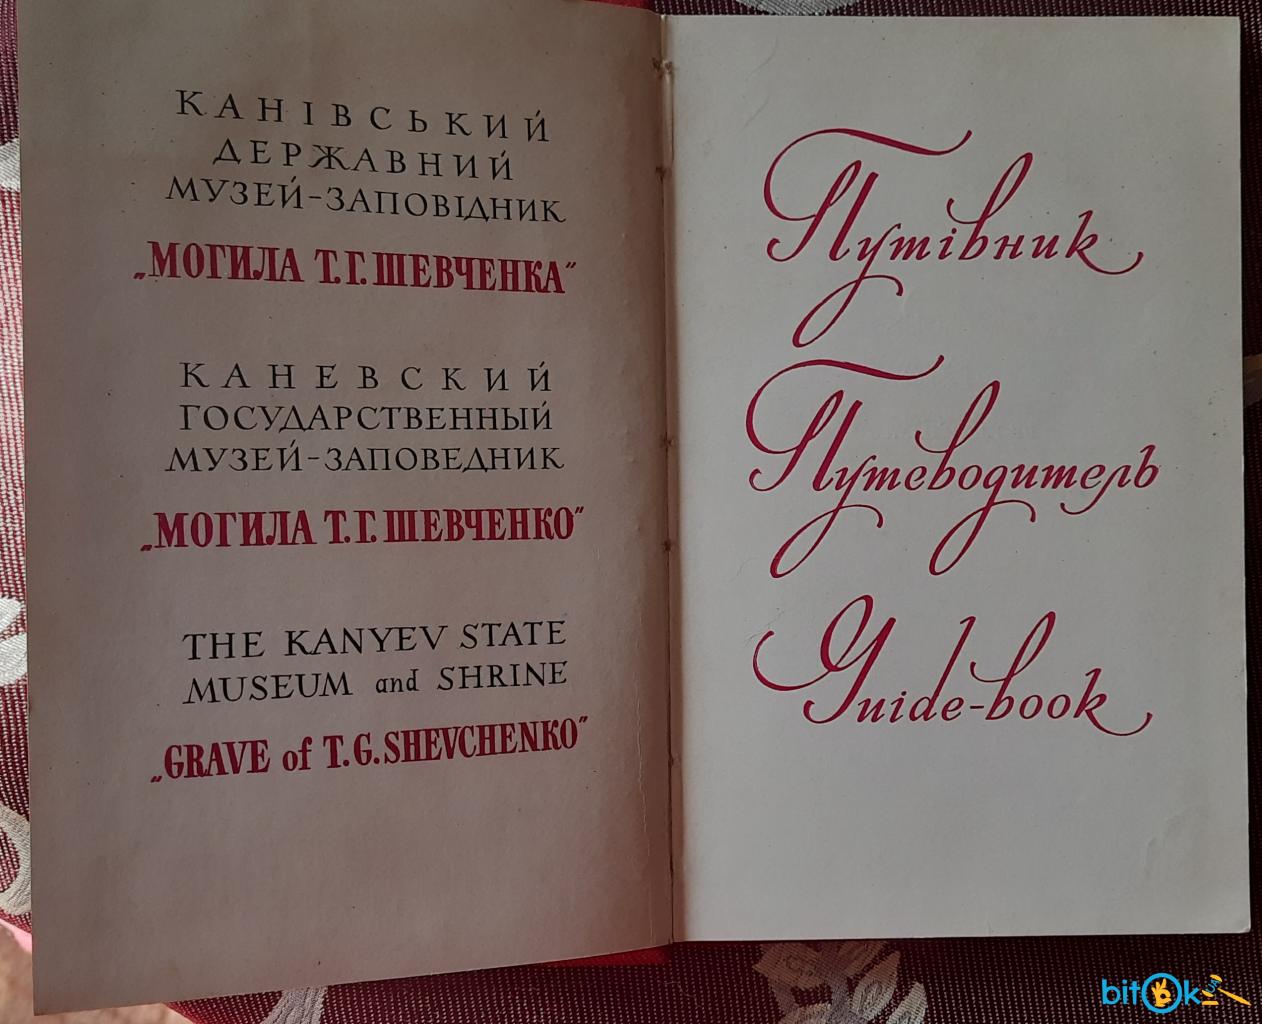 КАНІВСЬКИЙ
ДЕРЖАВНИЙ
МУЗЕЙ-ЗАПОВІДНИК
„МОГИЛА Т.Г.ШЕВЧЕНКА”
КАНЕВСКИЙ
ГОСУДАРСТВЕННЫЙ
МУЗЕЙ-ЗАПОВЕДНИК
„МОГИЛА Т.Г.ШЕВЧЕНКО”
THE KANYEV STATE
MUSEUM and SHRINE
„GRAVE of T.G.SHEVCHENKO”
Путівник
Путеводитель
Guide-book
bitOk UA